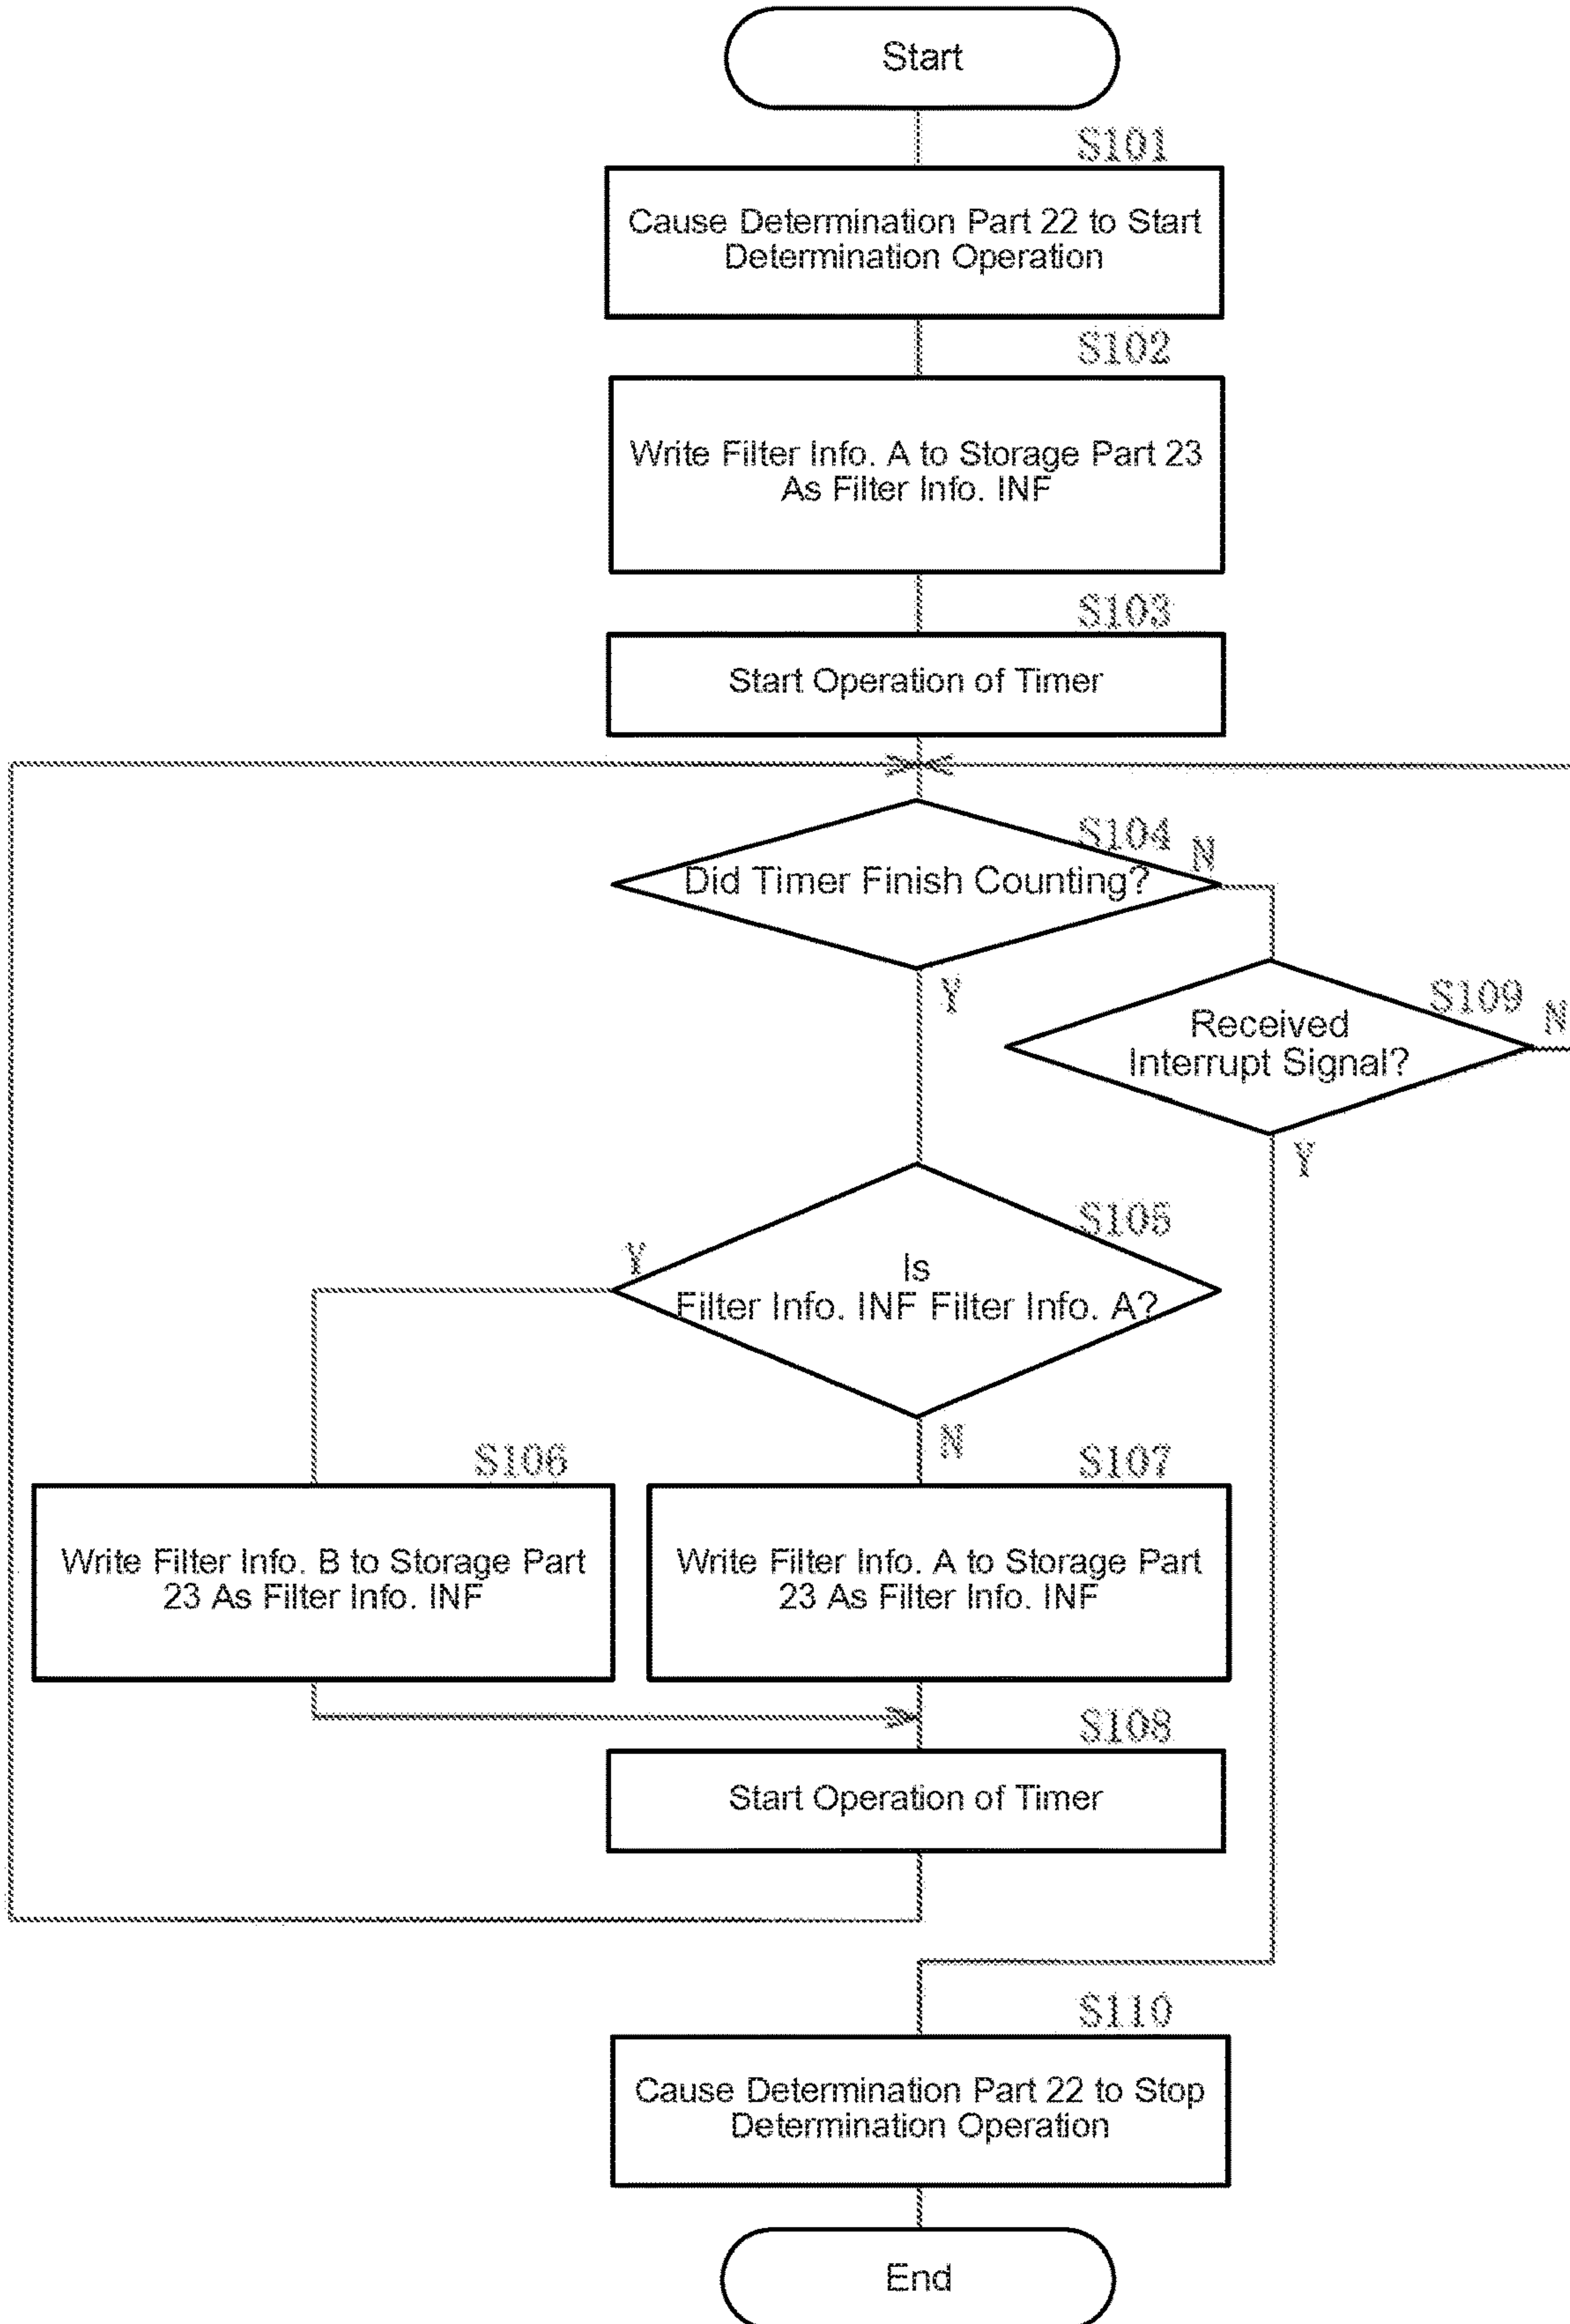 Start
S101
Cause Determination Part 22 to Start
Determination Operation
S102
Write Filter Info. A to Storage Part 23
As Filter Info. INF
S103
Start Operation of Timer
S104
N
Did Timer Finish Counting?
Y
S109
N
Received
Interrupt Signal?
Y
S105
Y
Is
Filter Info. INF Filter Info. A?
N
S106
Write Filter Info. B to Storage Part
23 As Filter Info. INF
S107
Write Filter Info. A to Storage Part
23 As Filter Info. INF
S108
Start Operation of Timer
S110
Cause Determination Part 22 to Stop
Determination Operation
End